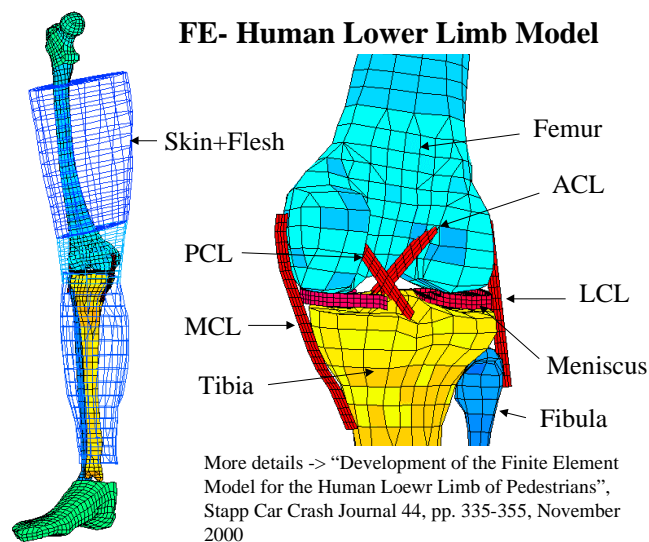 FE- Human Lower Limb Model
Skin+Flesh
Femur
ACL
PCL
LCL
MCL
Meniscus
Tibia
Fibula
More details -> “Development of the Finite Element
Model for the Human Loewr Limb of Pedestrians”,
Stapp Car Crash Journal 44, pp. 335-355, November
2000